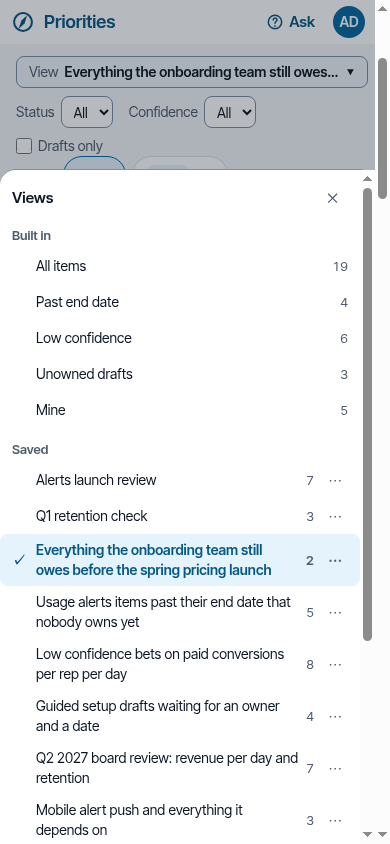 Priorities
Ask
AD
View Everything the onboarding team still owes...
Status All Confidence All
Drafts only
Views
Built in
All items 19
Past end date 4
Low confidence 6
Unowned drafts 3
Mine 5
Saved
Alerts launch review 7
Q1 retention check 3
Everything the onboarding team still
owes before the spring pricing launch 2
Usage alerts items past their end date that
nobody owns yet 5
Low confidence bets on paid conversions
per rep per day 8
Guided setup drafts waiting for an owner
and a date 4
Q2 2027 board review: revenue per day and
retention 7
Mobile alert push and everything it
depends on 3